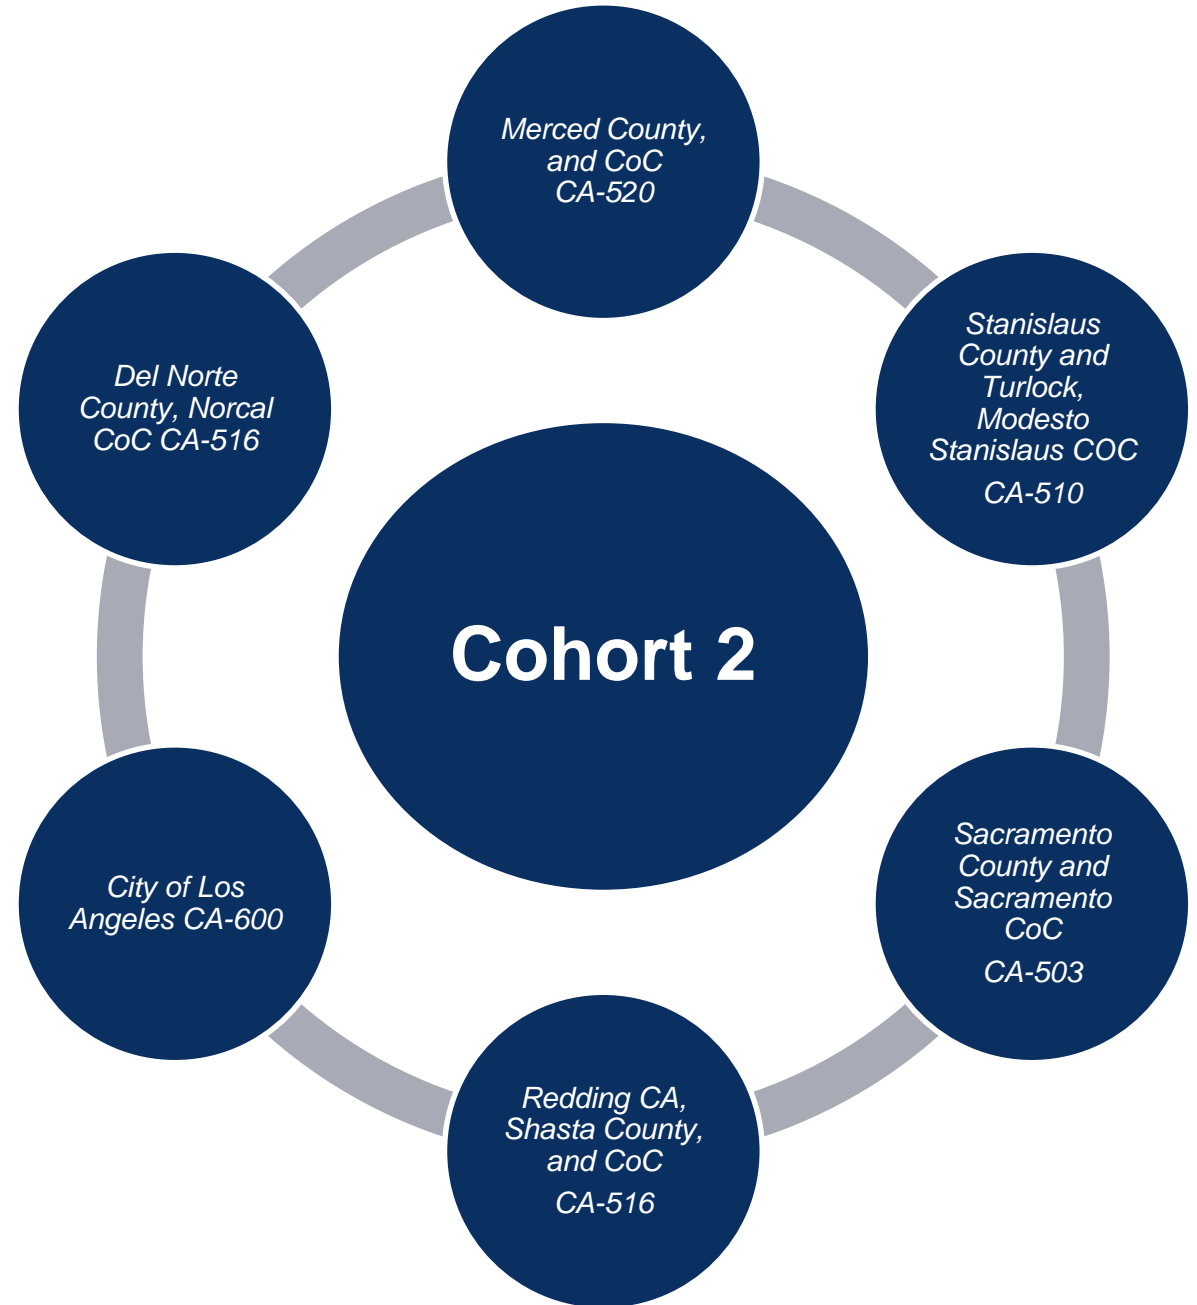 Merced County,
and CoC
CA-520
Stanislaus
County and
Turlock,
Modesto
Stanislaus COC
CA-510
Sacramento
County and
Sacramento
CoC
CA-503
Redding CA,
Shasta County,
and CoC
CA-516
City of Los
Angeles CA-600
Del Norte
County, Norcal
CoC CA-516
Cohort 2